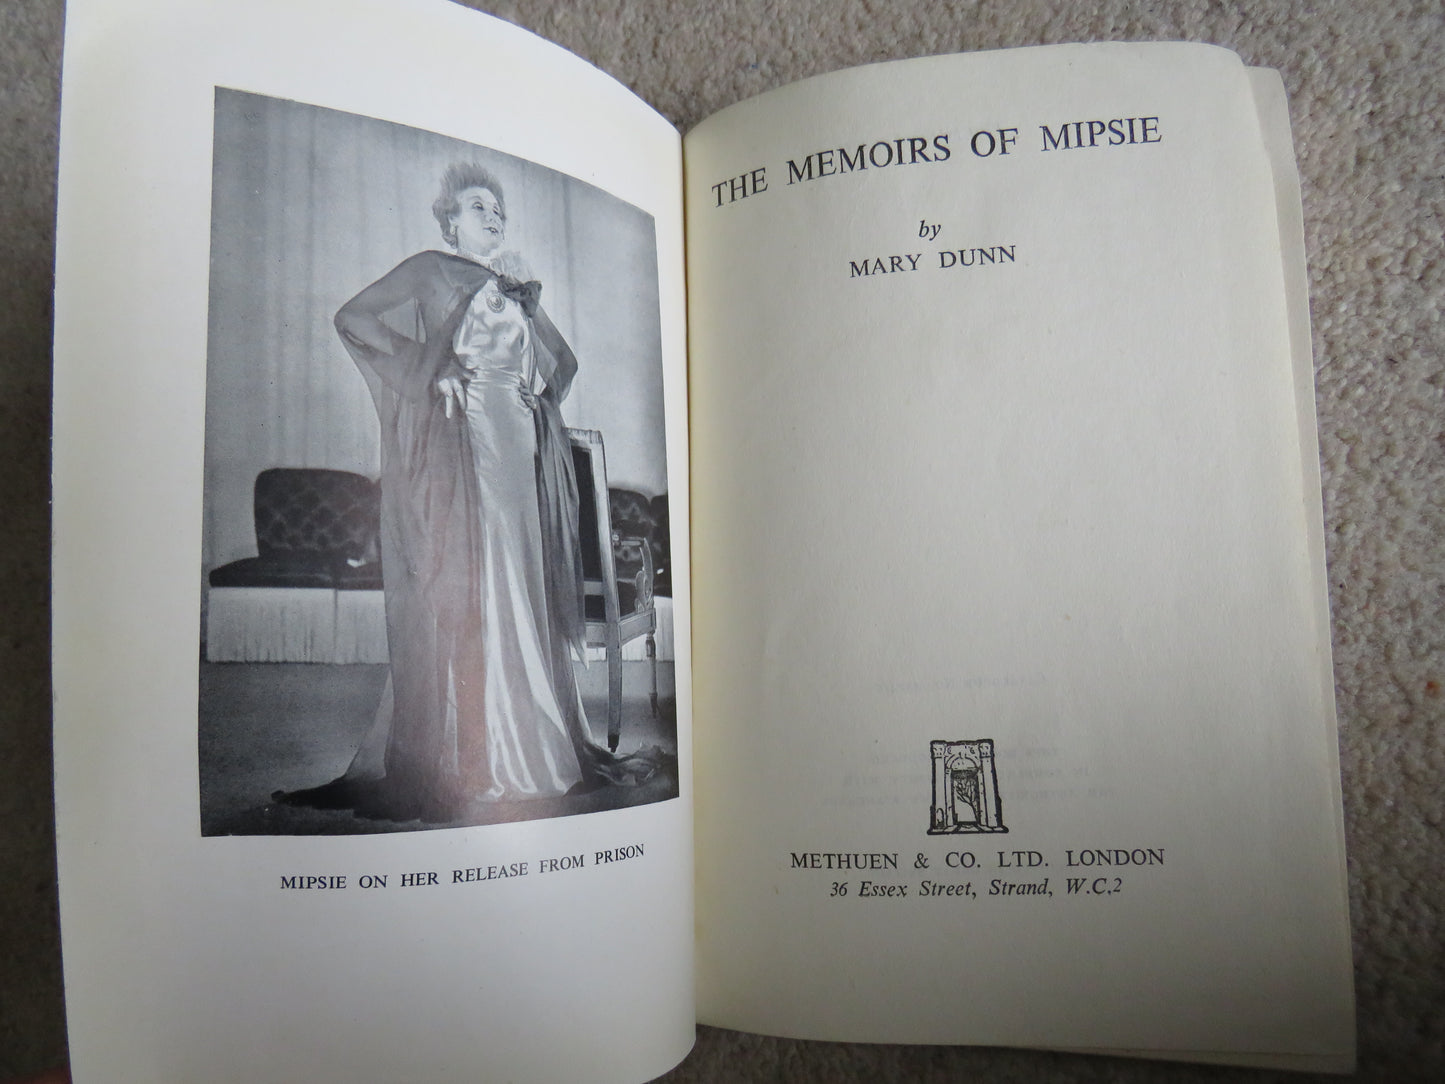 MIPSIE ON HER RELEASE FROM PRISON
THE MEMOIRS OF MIPSIE
by
MARY DUNN
METHUEN & CO. LTD. LONDON
36 Essex Street, Strand, W.C.2